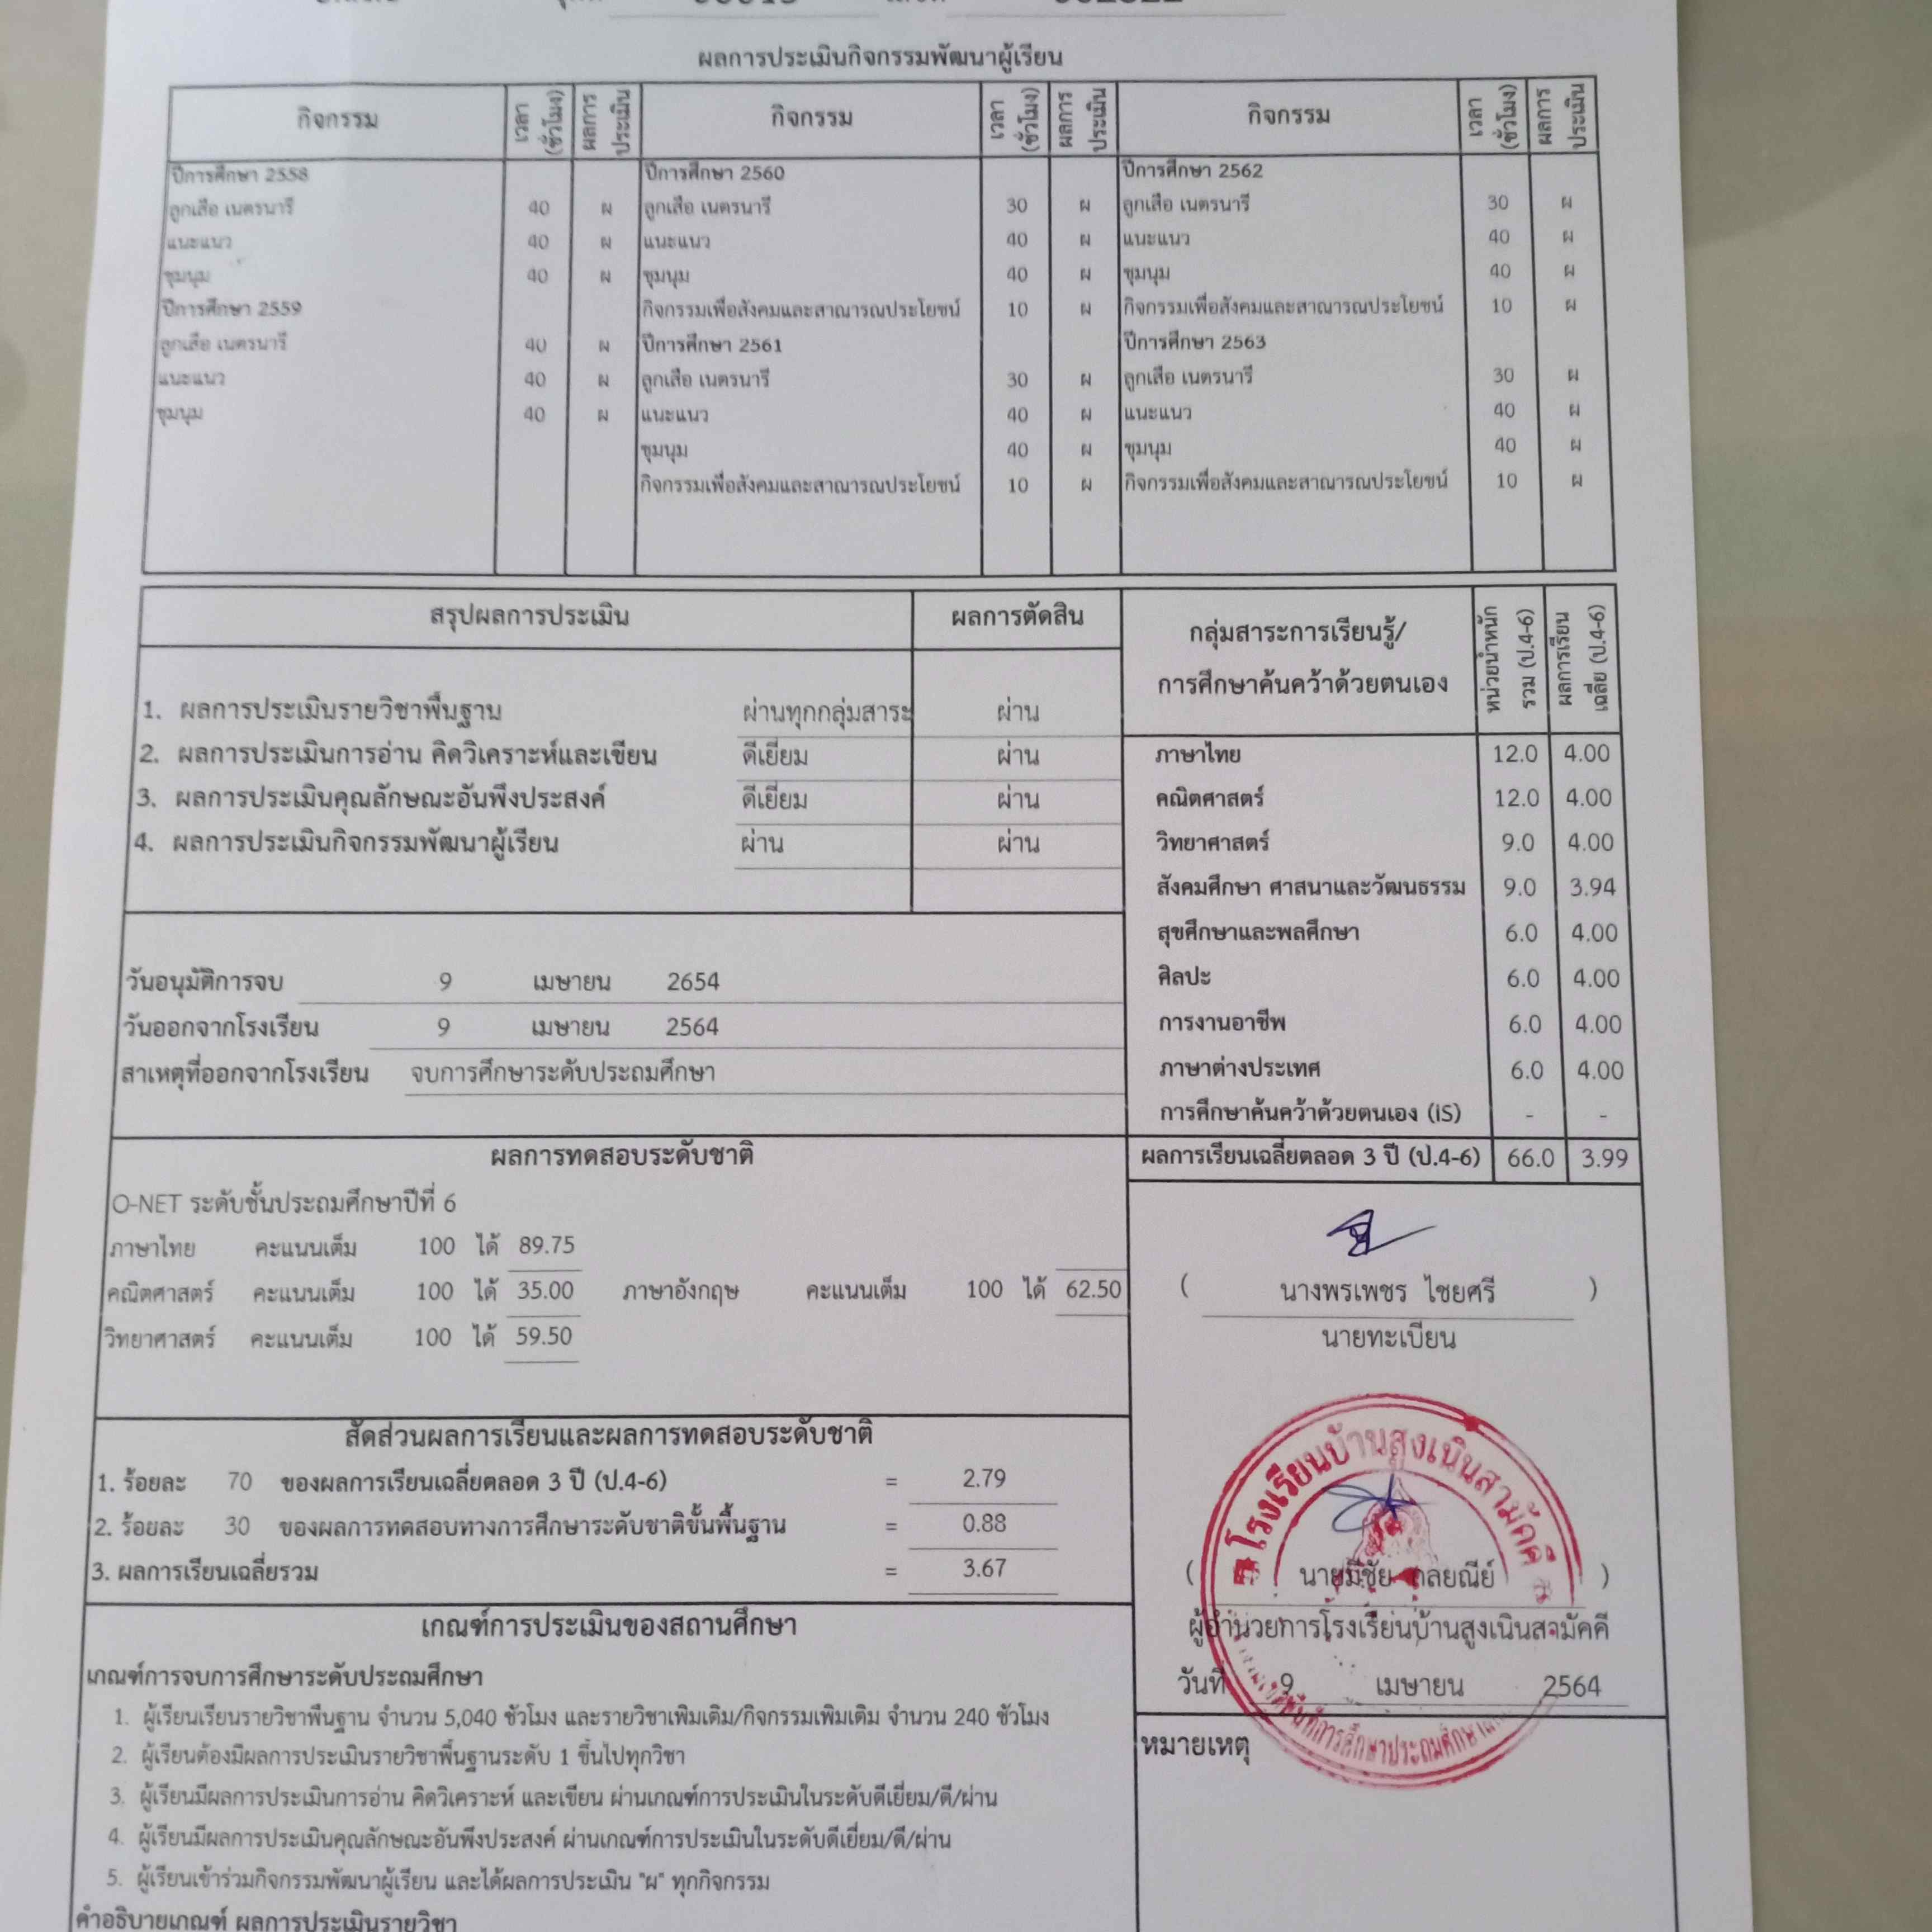 ผลการประเมินกิจกรรมพัฒนาผู้เรียน
กิจกรรม เวลา (ชั่วโมง) ผลการประเมิน กิจกรรม เวลา (ชั่วโมง) ผลการประเมิน กิจกรรม เวลา (ชั่วโมง) ผลการประเมิน
ปีการศึกษา 2558 ปีการศึกษา 2560 ปีการศึกษา 2562
ลูกเสือ เนตรนารี 40 ผ ลูกเสือ เนตรนารี 30 ผ ลูกเสือ เนตรนารี 30 ผ
แนะแนว 40 ผ แนะแนว 40 ผ แนะแนว 40 ผ
ชุมนุม 40 ผ ชุมนุม 40 ผ ชุมนุม 40 ผ
ปีการศึกษา 2559 กิจกรรมเพื่อสังคมและสาณารณประโยชน์ 10 ผ กิจกรรมเพื่อสังคมและสาณารณประโยชน์ 10 ผ
ลูกเสือ เนตรนารี 40 ผ ปีการศึกษา 2561 ปีการศึกษา 2563
แนะแนว 40 ผ ลูกเสือ เนตรนารี 30 ผ ลูกเสือ เนตรนารี 30 ผ
ชุมนุม 40 ผ แนะแนว 40 ผ แนะแนว 40 ผ
ชุมนุม 40 ผ ชุมนุม 40 ผ
กิจกรรมเพื่อสังคมและสาณารณประโยชน์ 10 ผ กิจกรรมเพื่อสังคมและสาณารณประโยชน์ 10 ผ
สรุปผลการประเมิน ผลการตัดสิน
1. ผลการประเมินรายวิชาพื้นฐาน ผ่านทุกกลุ่มสาระ ผ่าน
2. ผลการประเมินการอ่าน คิดวิเคราะห์และเขียน ดีเยี่ยม ผ่าน
3. ผลการประเมินคุณลักษณะอันพึงประสงค์ ดีเยี่ยม ผ่าน
4. ผลการประเมินกิจกรรมพัฒนาผู้เรียน ผ่าน ผ่าน
วันอนุมัติการจบ 9 เมษายน 2654
วันออกจากโรงเรียน 9 เมษายน 2564
สาเหตุที่ออกจากโรงเรียน จบการศึกษาระดับประถมศึกษา
กลุ่มสาระการเรียนรู้/
การศึกษาค้นคว้าด้วยตนเอง
หน่วยน้ำหนัก
รวม (ป.4-6)
ผลการเรียน
เฉลี่ย (ป.4-6)
ภาษาไทย 12.0 4.00
คณิตศาสตร์ 12.0 4.00
วิทยาศาสตร์ 9.0 4.00
สังคมศึกษา ศาสนาและวัฒนธรรม 9.0 3.94
สุขศึกษาและพลศึกษา 6.0 4.00
ศิลปะ 6.0 4.00
การงานอาชีพ 6.0 4.00
ภาษาต่างประเทศ 6.0 4.00
การศึกษาค้นคว้าด้วยตนเอง (IS) - -
ผลการเรียนเฉลี่ยตลอด 3 ปี (ป.4-6) 66.0 3.99
ผลการทดสอบระดับชาติ
O-NET ระดับชั้นประถมศึกษาปีที่ 6
ภาษาไทย คะแนนเต็ม 100 ได้ 89.75
คณิตศาสตร์ คะแนนเต็ม 100 ได้ 35.00 ภาษาอังกฤษ คะแนนเต็ม 100 ได้ 62.50
วิทยาศาสตร์ คะแนนเต็ม 100 ได้ 59.50
สัดส่วนผลการเรียนและผลการทดสอบระดับชาติ
1. ร้อยละ 70 ของผลการเรียนเฉลี่ยตลอด 3 ปี (ป.4-6) = 2.79
2. ร้อยละ 30 ของผลการทดสอบทางการศึกษาระดับชาติขั้นพื้นฐาน = 0.88
3. ผลการเรียนเฉลี่ยรวม = 3.67
เกณฑ์การประเมินของสถานศึกษา
เกณฑ์การจบการศึกษาระดับประถมศึกษา
1. ผู้เรียนเรียนรายวิชาพื้นฐาน จำนวน 5,040 ชั่วโมง และรายวิชาเพิ่มเติม/กิจกรรมเพิ่มเติม จำนวน 240 ชั่วโมง
2. ผู้เรียนต้องมีผลการประเมินรายวิชาพื้นฐานระดับ 1 ขึ้นไปทุกวิชา
3. ผู้เรียนมีผลการประเมินการอ่าน คิดวิเคราะห์ และเขียน ผ่านเกณฑ์การประเมินในระดับดีเยี่ยม/ดี/ผ่าน
4. ผู้เรียนมีผลการประเมินคุณลักษณะอันพึงประสงค์ ผ่านเกณฑ์การประเมินในระดับดีเยี่ยม/ดี/ผ่าน
5. ผู้เรียนเข้าร่วมกิจกรรมพัฒนาผู้เรียน และได้ผลการประเมิน "ผ" ทุกกิจกรรม
คำอธิบายเกณฑ์ ผลการประเมินรายวิชา
( นางพรเพชร ไชยศรี )
นายทะเบียน
โรงเรียนบ้านสูงเนินสามัคคี
( นายมีชัย กลยณีย์ )
ผู้อำนวยการโรงเรียนบ้านสูงเนินสามัคคี
วันที่ 9 เมษายน 2564
หมายเหตุ